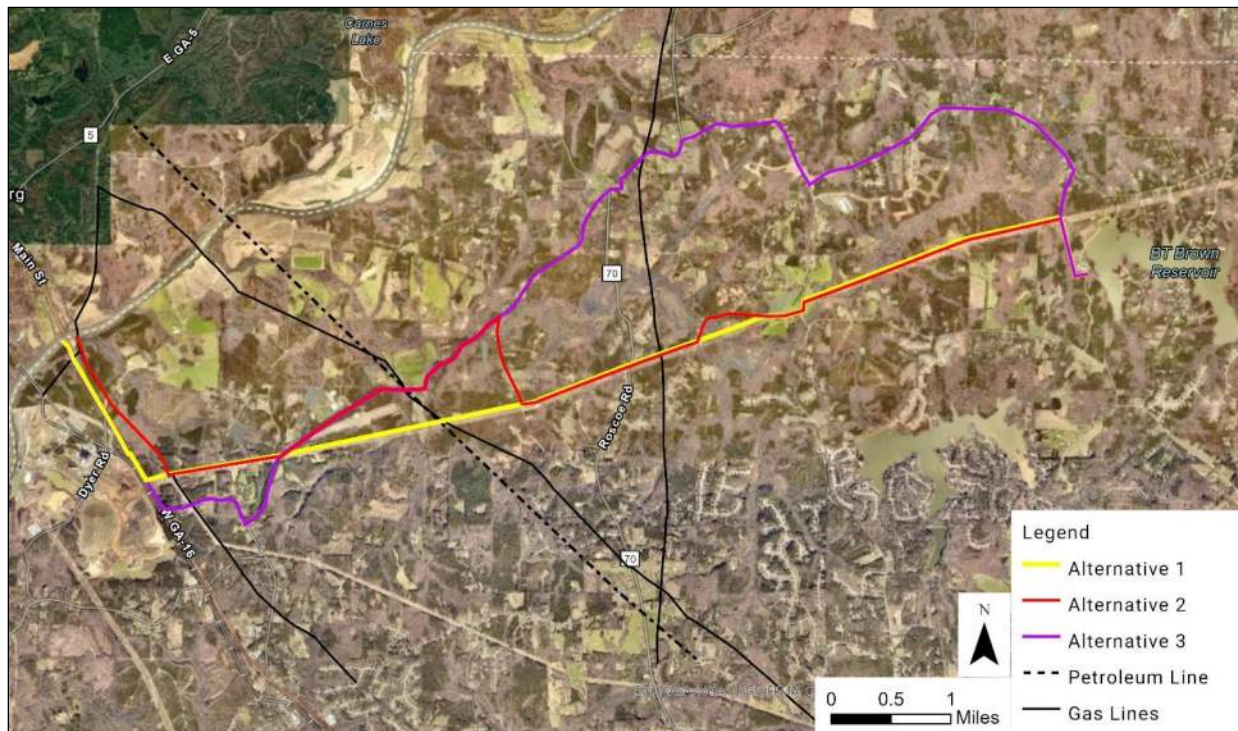 Carnes
Lake
E GA-5
5
rg
Main St
70
BT Brown
Reservoir
Roscoe Rd
Dyer Rd
W GA-16
70
Legend
Alternative 1
Alternative 2
Alternative 3
Petroleum Line
Gas Lines
N
0 0.5 1
Miles